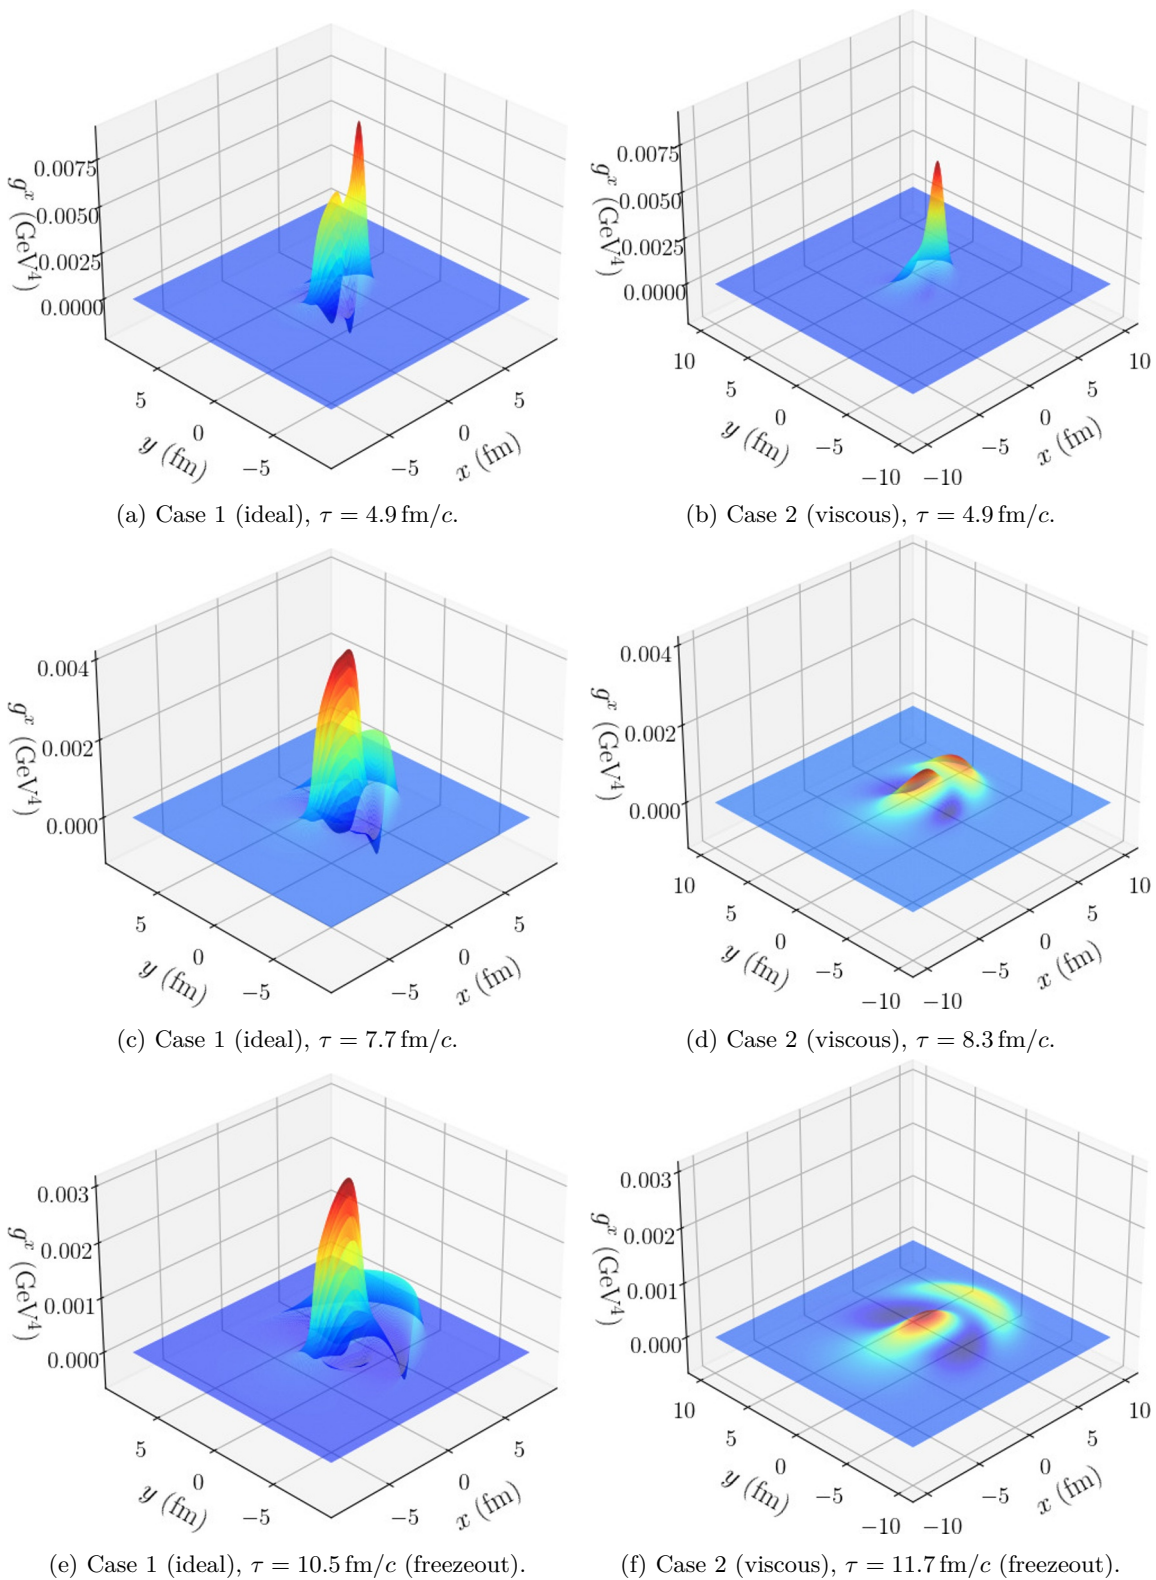 0.0075
0.0050
0.0025
0.0000
g^x (GeV^4)
5
0
−5
y (fm)
−5
0
5
x (fm)
(a) Case 1 (ideal), τ = 4.9 fm/c.
0.0075
0.0050
0.0025
0.0000
g^x (GeV^4)
10
5
0
−5
−10
y (fm)
−10
−5
0
5
10
x (fm)
(b) Case 2 (viscous), τ = 4.9 fm/c.
0.004
0.002
0.000
g^x (GeV^4)
5
0
−5
y (fm)
−5
0
5
x (fm)
(c) Case 1 (ideal), τ = 7.7 fm/c.
0.004
0.002
0.000
g^x (GeV^4)
10
5
0
−5
−10
y (fm)
−10
−5
0
5
10
x (fm)
(d) Case 2 (viscous), τ = 8.3 fm/c.
0.003
0.002
0.001
0.000
g^x (GeV^4)
5
0
−5
y (fm)
−5
0
5
x (fm)
(e) Case 1 (ideal), τ = 10.5 fm/c (freezeout).
0.003
0.002
0.001
0.000
g^x (GeV^4)
10
5
0
−5
−10
y (fm)
−10
−5
0
5
10
x (fm)
(f) Case 2 (viscous), τ = 11.7 fm/c (freezeout).